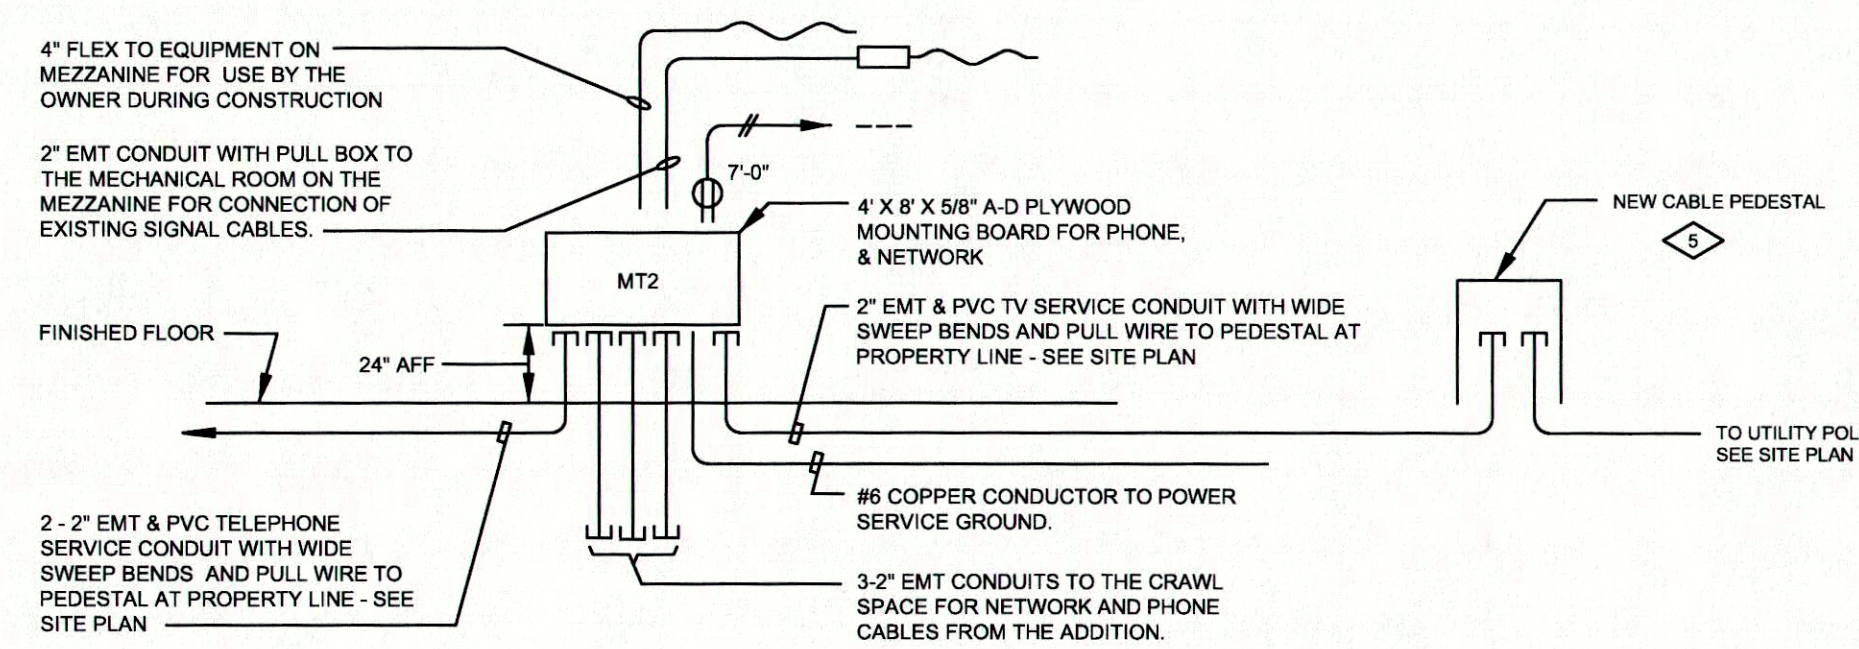 4" FLEX TO EQUIPMENT ON
MEZZANINE FOR USE BY THE
OWNER DURING CONSTRUCTION
2" EMT CONDUIT WITH PULL BOX TO
THE MECHANICAL ROOM ON THE
MEZZANINE FOR CONNECTION OF
EXISTING SIGNAL CABLES.
7'-0"
4' X 8' X 5/8" A-D PLYWOOD
MOUNTING BOARD FOR PHONE,
& NETWORK
NEW CABLE PEDESTAL
5
MT2
FINISHED FLOOR
24" AFF
2" EMT & PVC TV SERVICE CONDUIT WITH WIDE
SWEEP BENDS AND PULL WIRE TO PEDESTAL AT
PROPERTY LINE - SEE SITE PLAN
TO UTILITY POL
SEE SITE PLAN
#6 COPPER CONDUCTOR TO POWER
SERVICE GROUND.
2 - 2" EMT & PVC TELEPHONE
SERVICE CONDUIT WITH WIDE
SWEEP BENDS AND PULL WIRE TO
PEDESTAL AT PROPERTY LINE - SEE
SITE PLAN
3-2" EMT CONDUITS TO THE CRAWL
SPACE FOR NETWORK AND PHONE
CABLES FROM THE ADDITION.